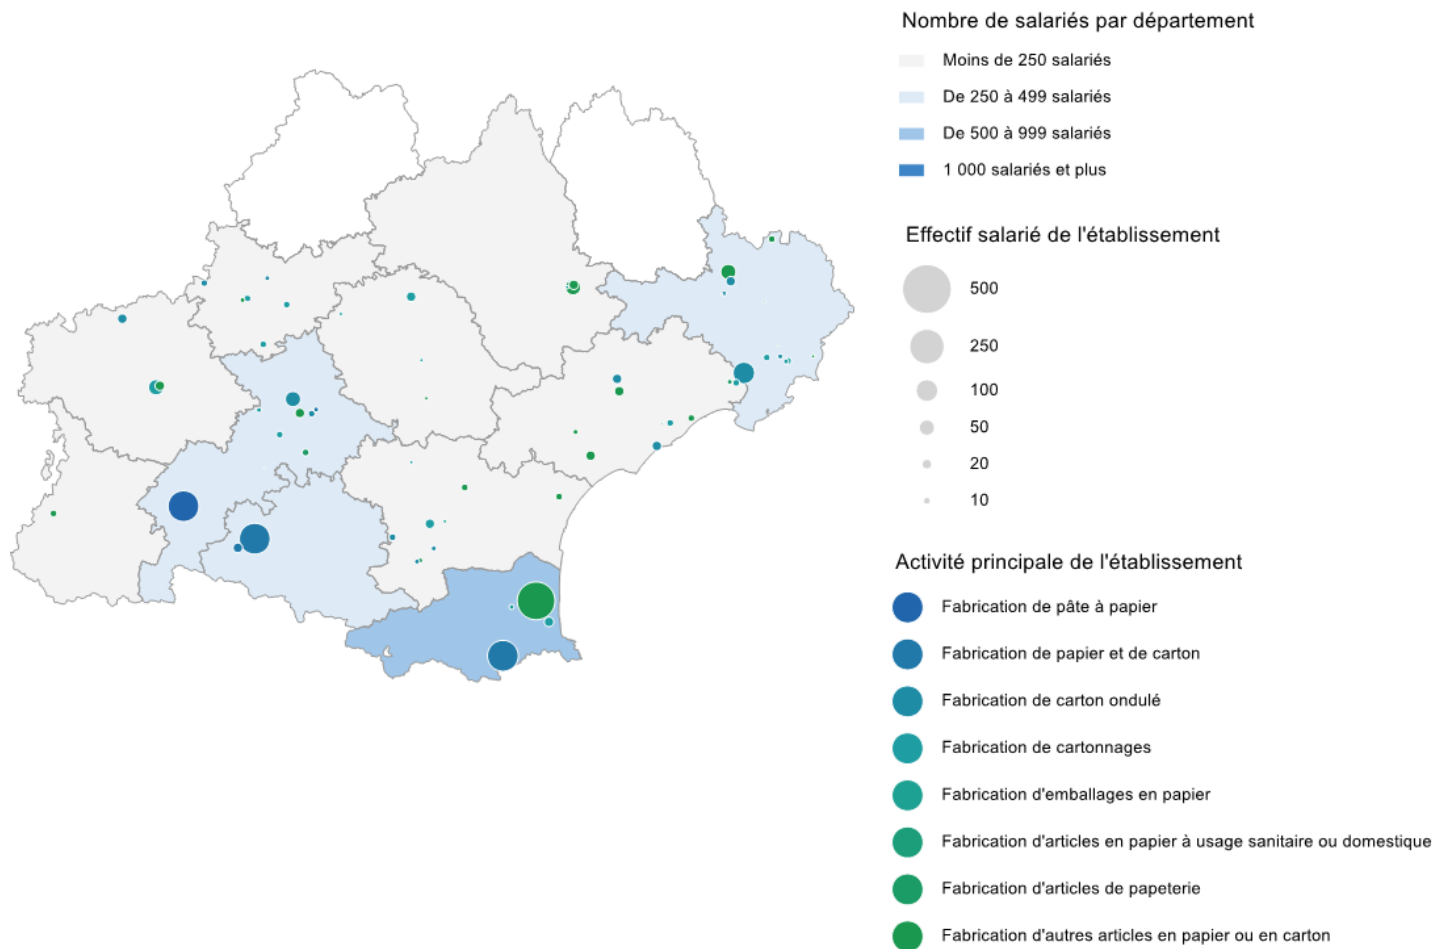 Nombre de salariés par département
Moins de 250 salariés
De 250 à 499 salariés
De 500 à 999 salariés
1 000 salariés et plus
Effectif salarié de l'établissement
500
250
100
50
20
10
Activité principale de l'établissement
Fabrication de pâte à papier
Fabrication de papier et de carton
Fabrication de carton ondulé
Fabrication de cartonnages
Fabrication d'emballages en papier
Fabrication d'articles en papier à usage sanitaire ou domestique
Fabrication d'articles de papeterie
Fabrication d'autres articles en papier ou en carton